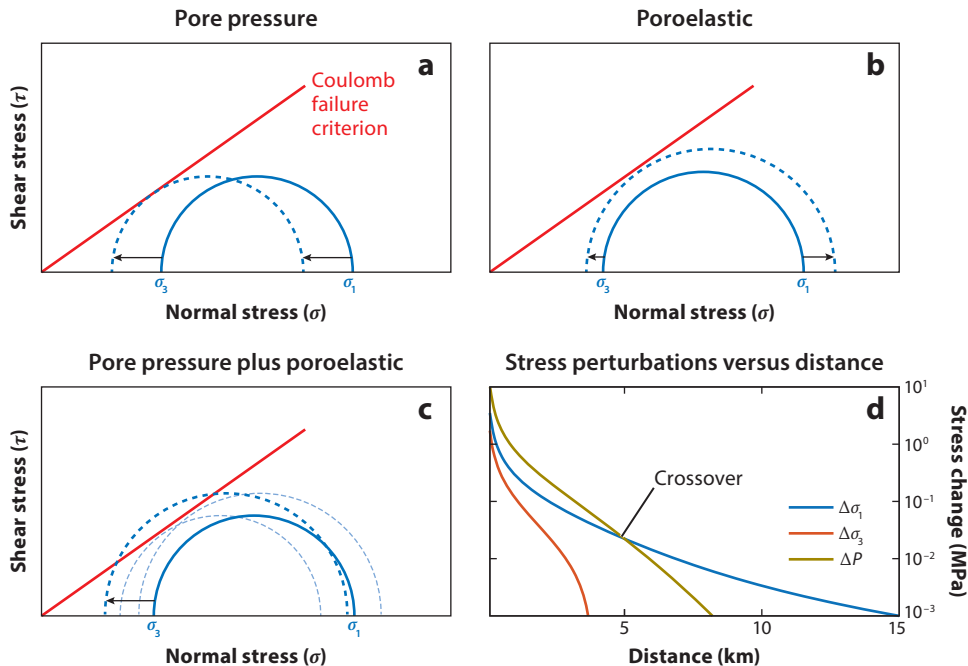 Pore pressure
a
Coulomb
failure
criterion
Shear stress (τ)
σ3
σ1
Normal stress (σ)
Poroelastic
b
σ3
σ1
Normal stress (σ)
Pore pressure plus poroelastic
c
Shear stress (τ)
σ3
σ1
Normal stress (σ)
Stress perturbations versus distance
d
Crossover
Δσ1
Δσ3
ΔP
10^1
10^0
10^-1
10^-2
10^-3
Stress change (MPa)
5
10
15
Distance (km)